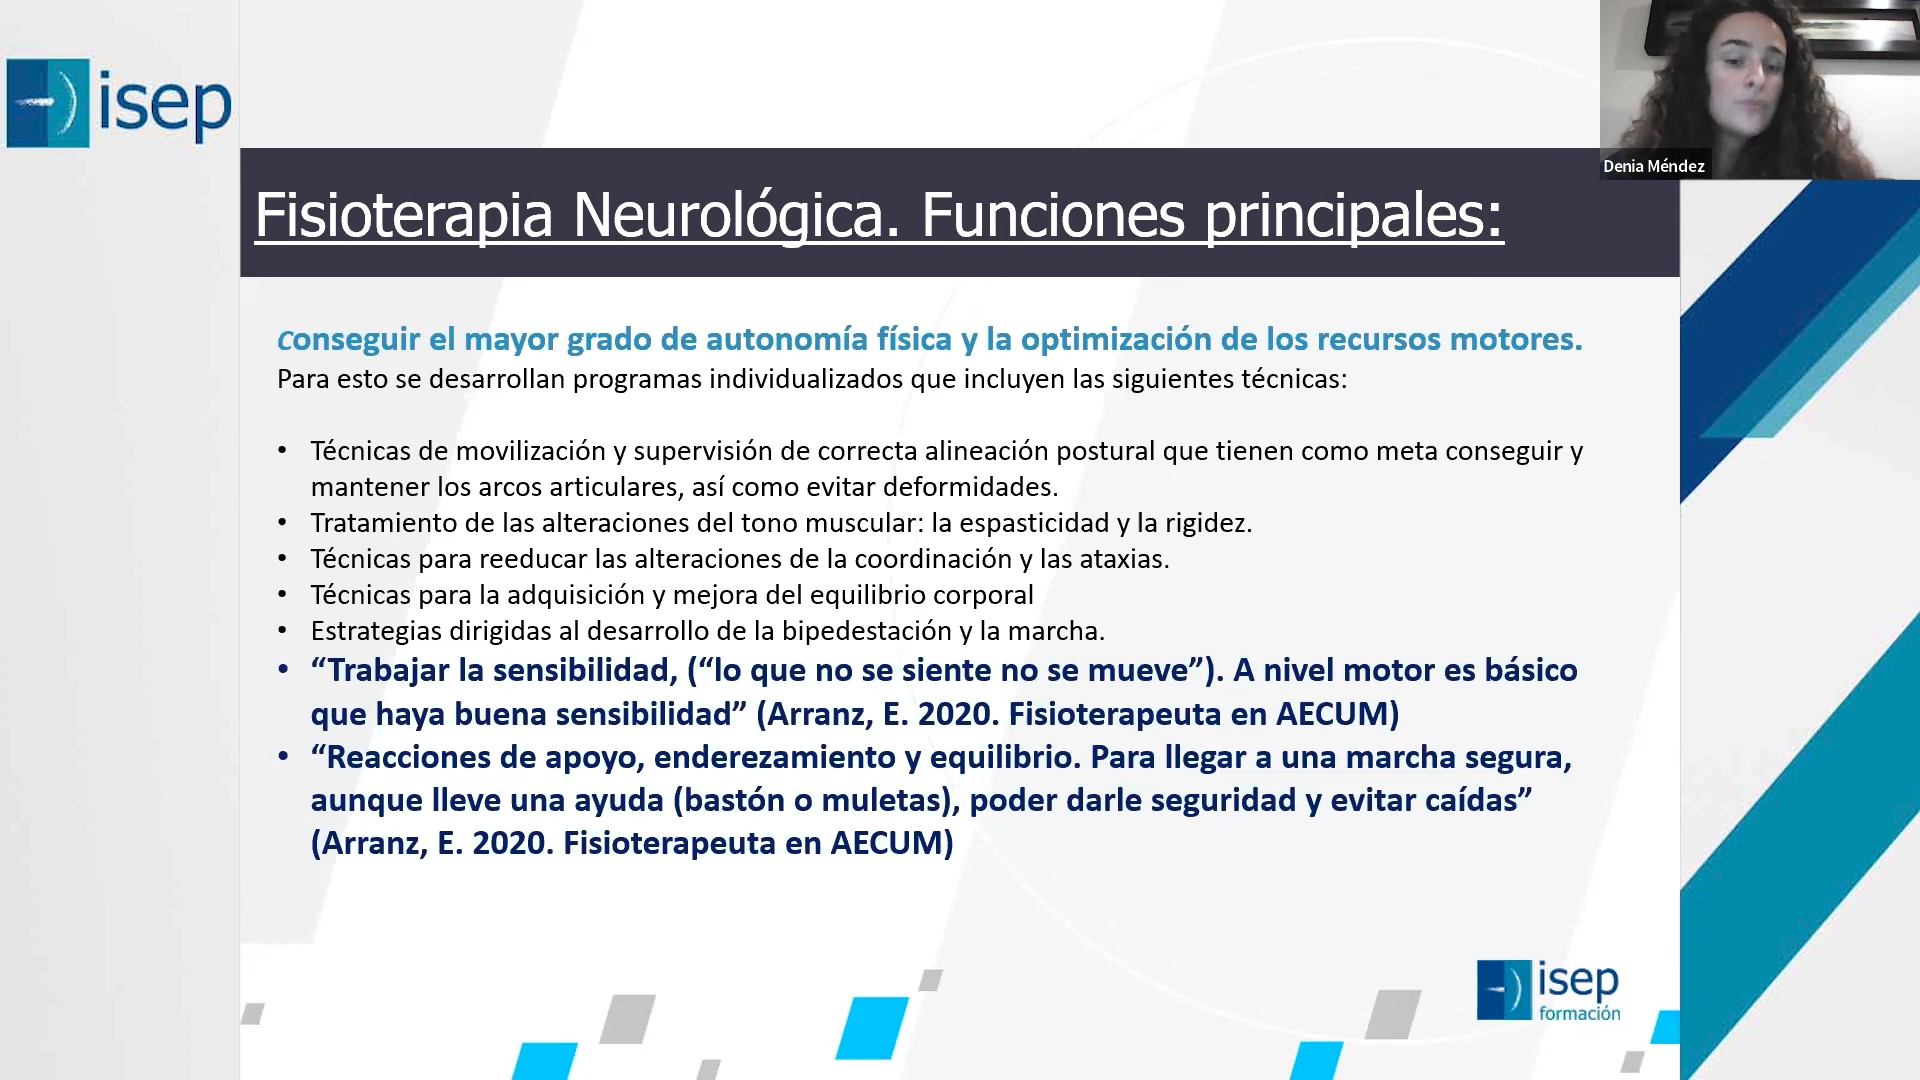 isep
Denia Méndez
Fisioterapia Neurológica. Funciones principales:
Conseguir el mayor grado de autonomía física y la optimización de los recursos motores.
Para esto se desarrollan programas individualizados que incluyen las siguientes técnicas:
• Técnicas de movilización y supervisión de correcta alineación postural que tienen como meta conseguir y
mantener los arcos articulares, así como evitar deformidades.
• Tratamiento de las alteraciones del tono muscular: la espasticidad y la rigidez.
• Técnicas para reeducar las alteraciones de la coordinación y las ataxias.
• Técnicas para la adquisición y mejora del equilibrio corporal
• Estrategias dirigidas al desarrollo de la bipedestación y la marcha.
• “Trabajar la sensibilidad, (“lo que no se siente no se mueve”). A nivel motor es básico
que haya buena sensibilidad” (Arranz, E. 2020. Fisioterapeuta en AECUM)
• “Reacciones de apoyo, enderezamiento y equilibrio. Para llegar a una marcha segura,
aunque lleve una ayuda (bastón o muletas), poder darle seguridad y evitar caídas”
(Arranz, E. 2020. Fisioterapeuta en AECUM)
isep
formación